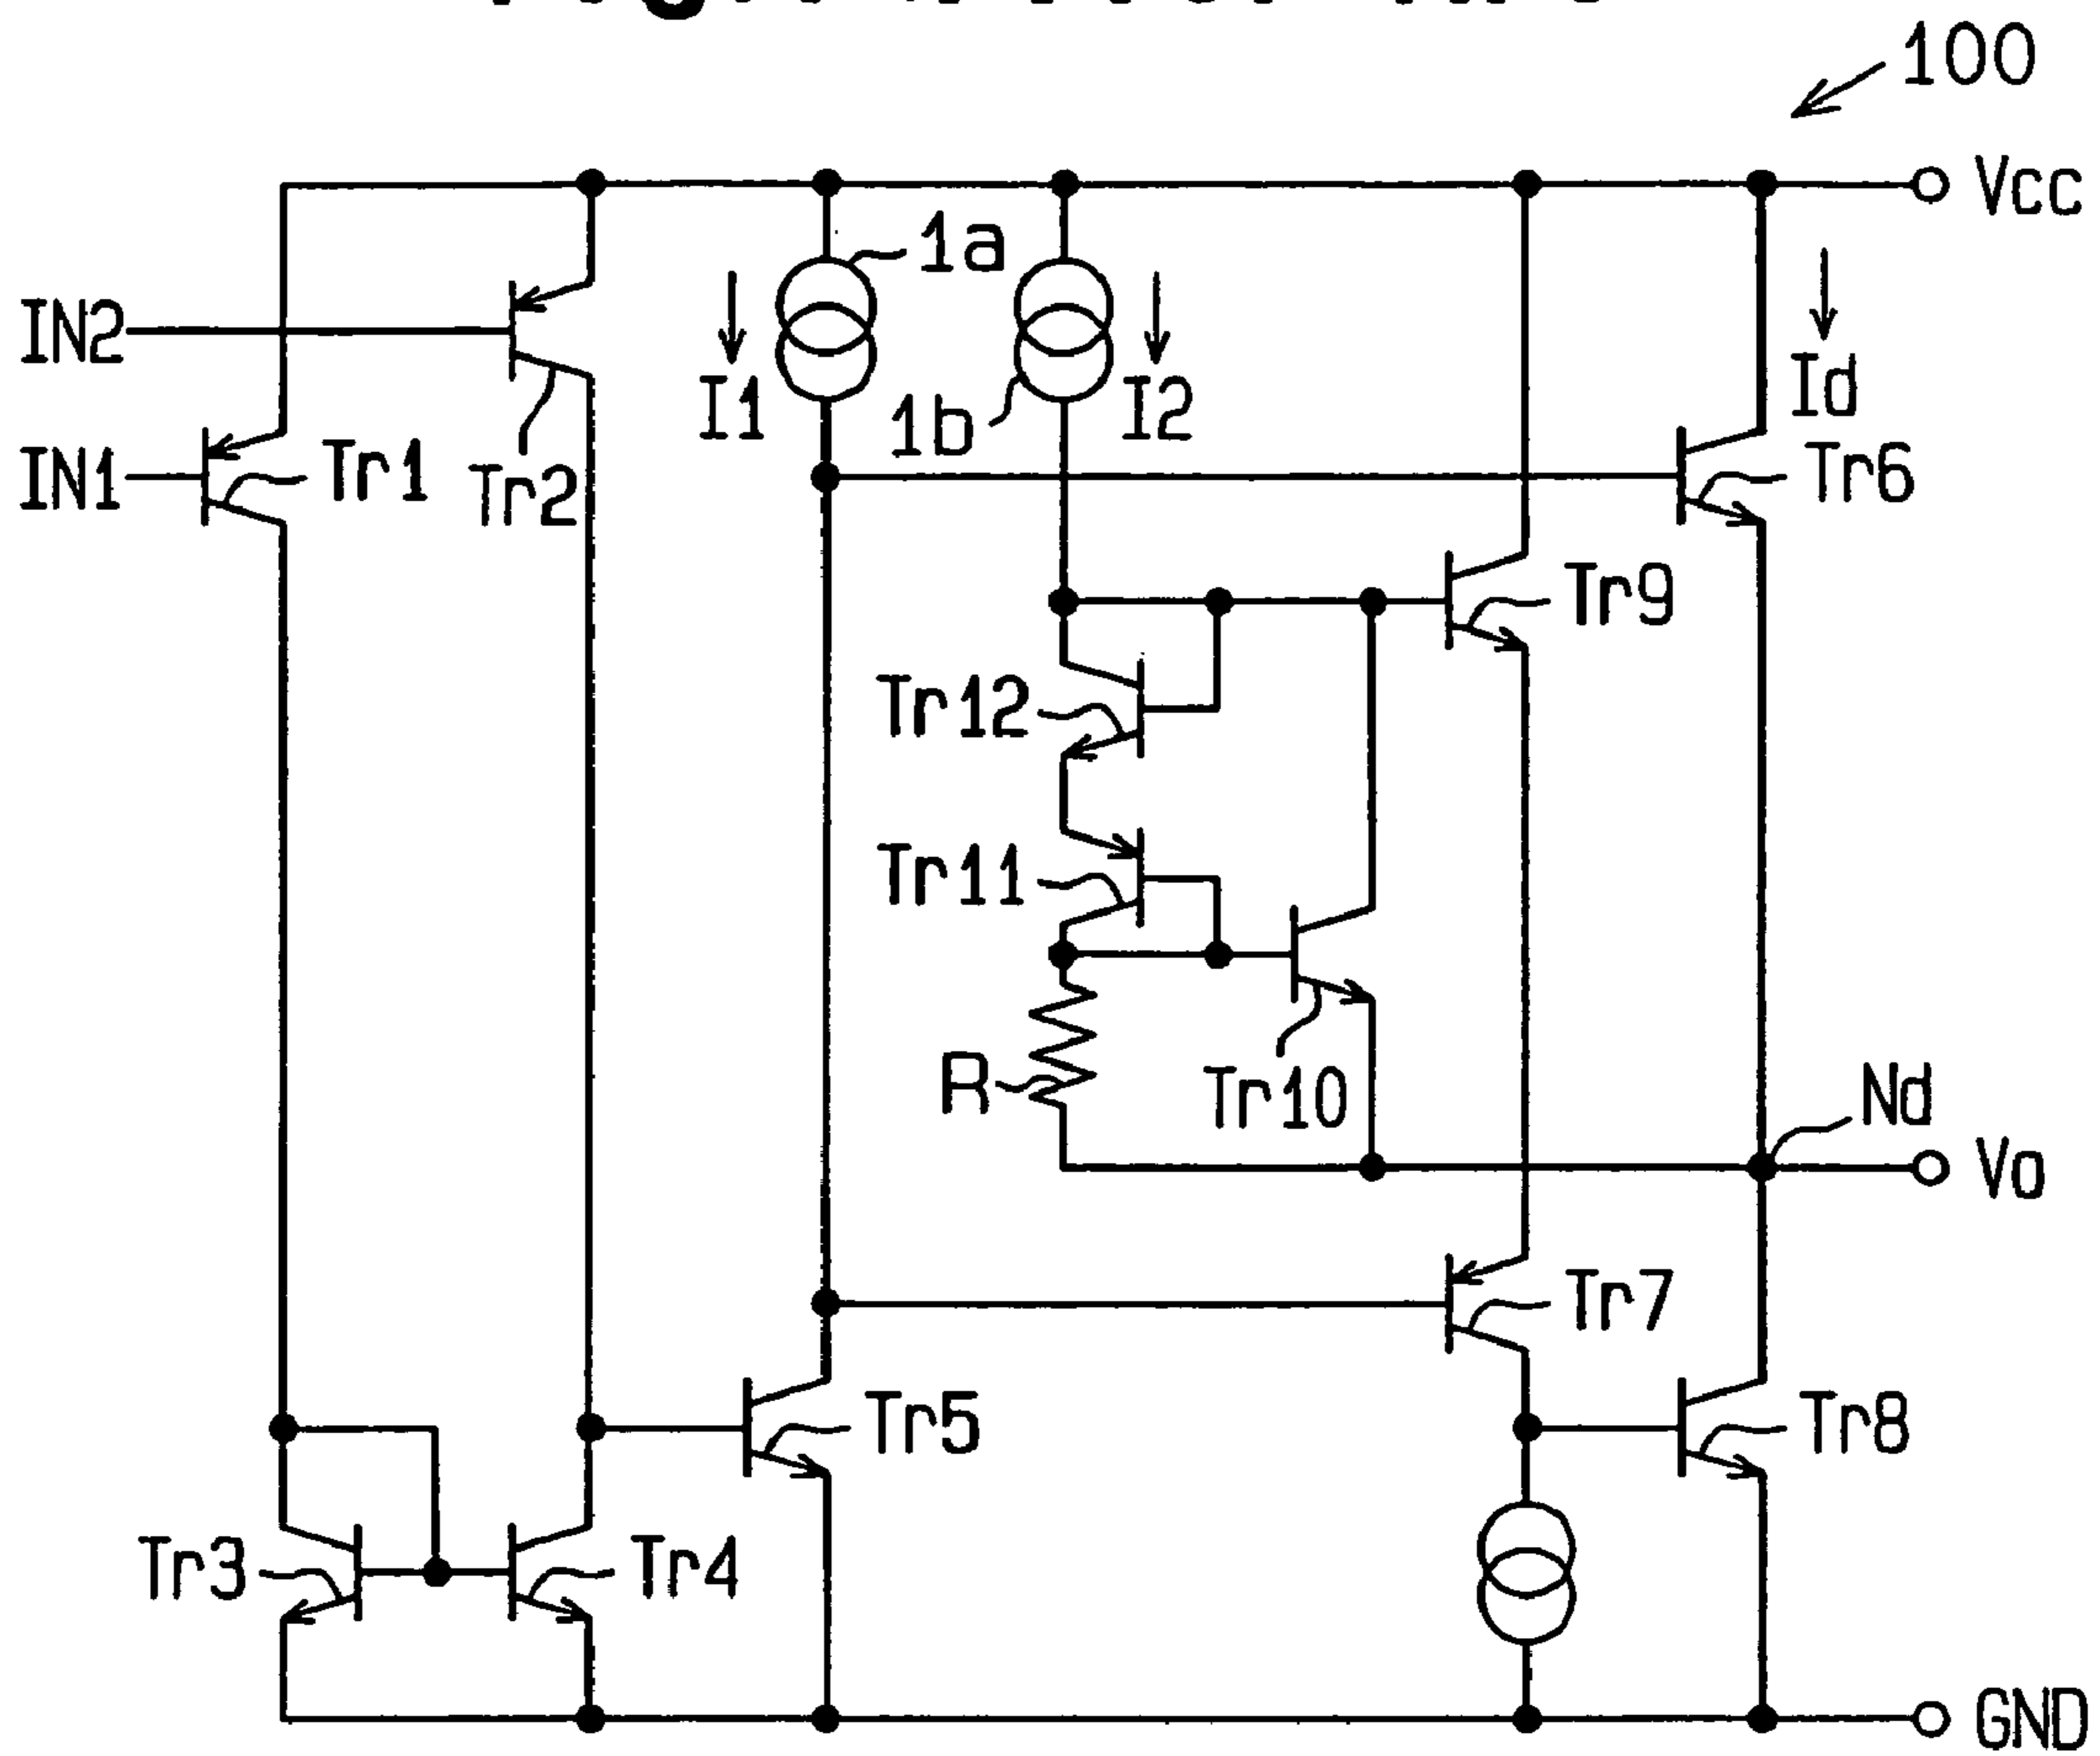 100
Vcc
1a
IN2
I1
1b
I2
Id
IN1
Tr1
Tr2
Tr6
Tr9
Tr12
Tr11
R
Tr10
Nd
Vo
Tr7
Tr5
Tr8
Tr3
Tr4
GND